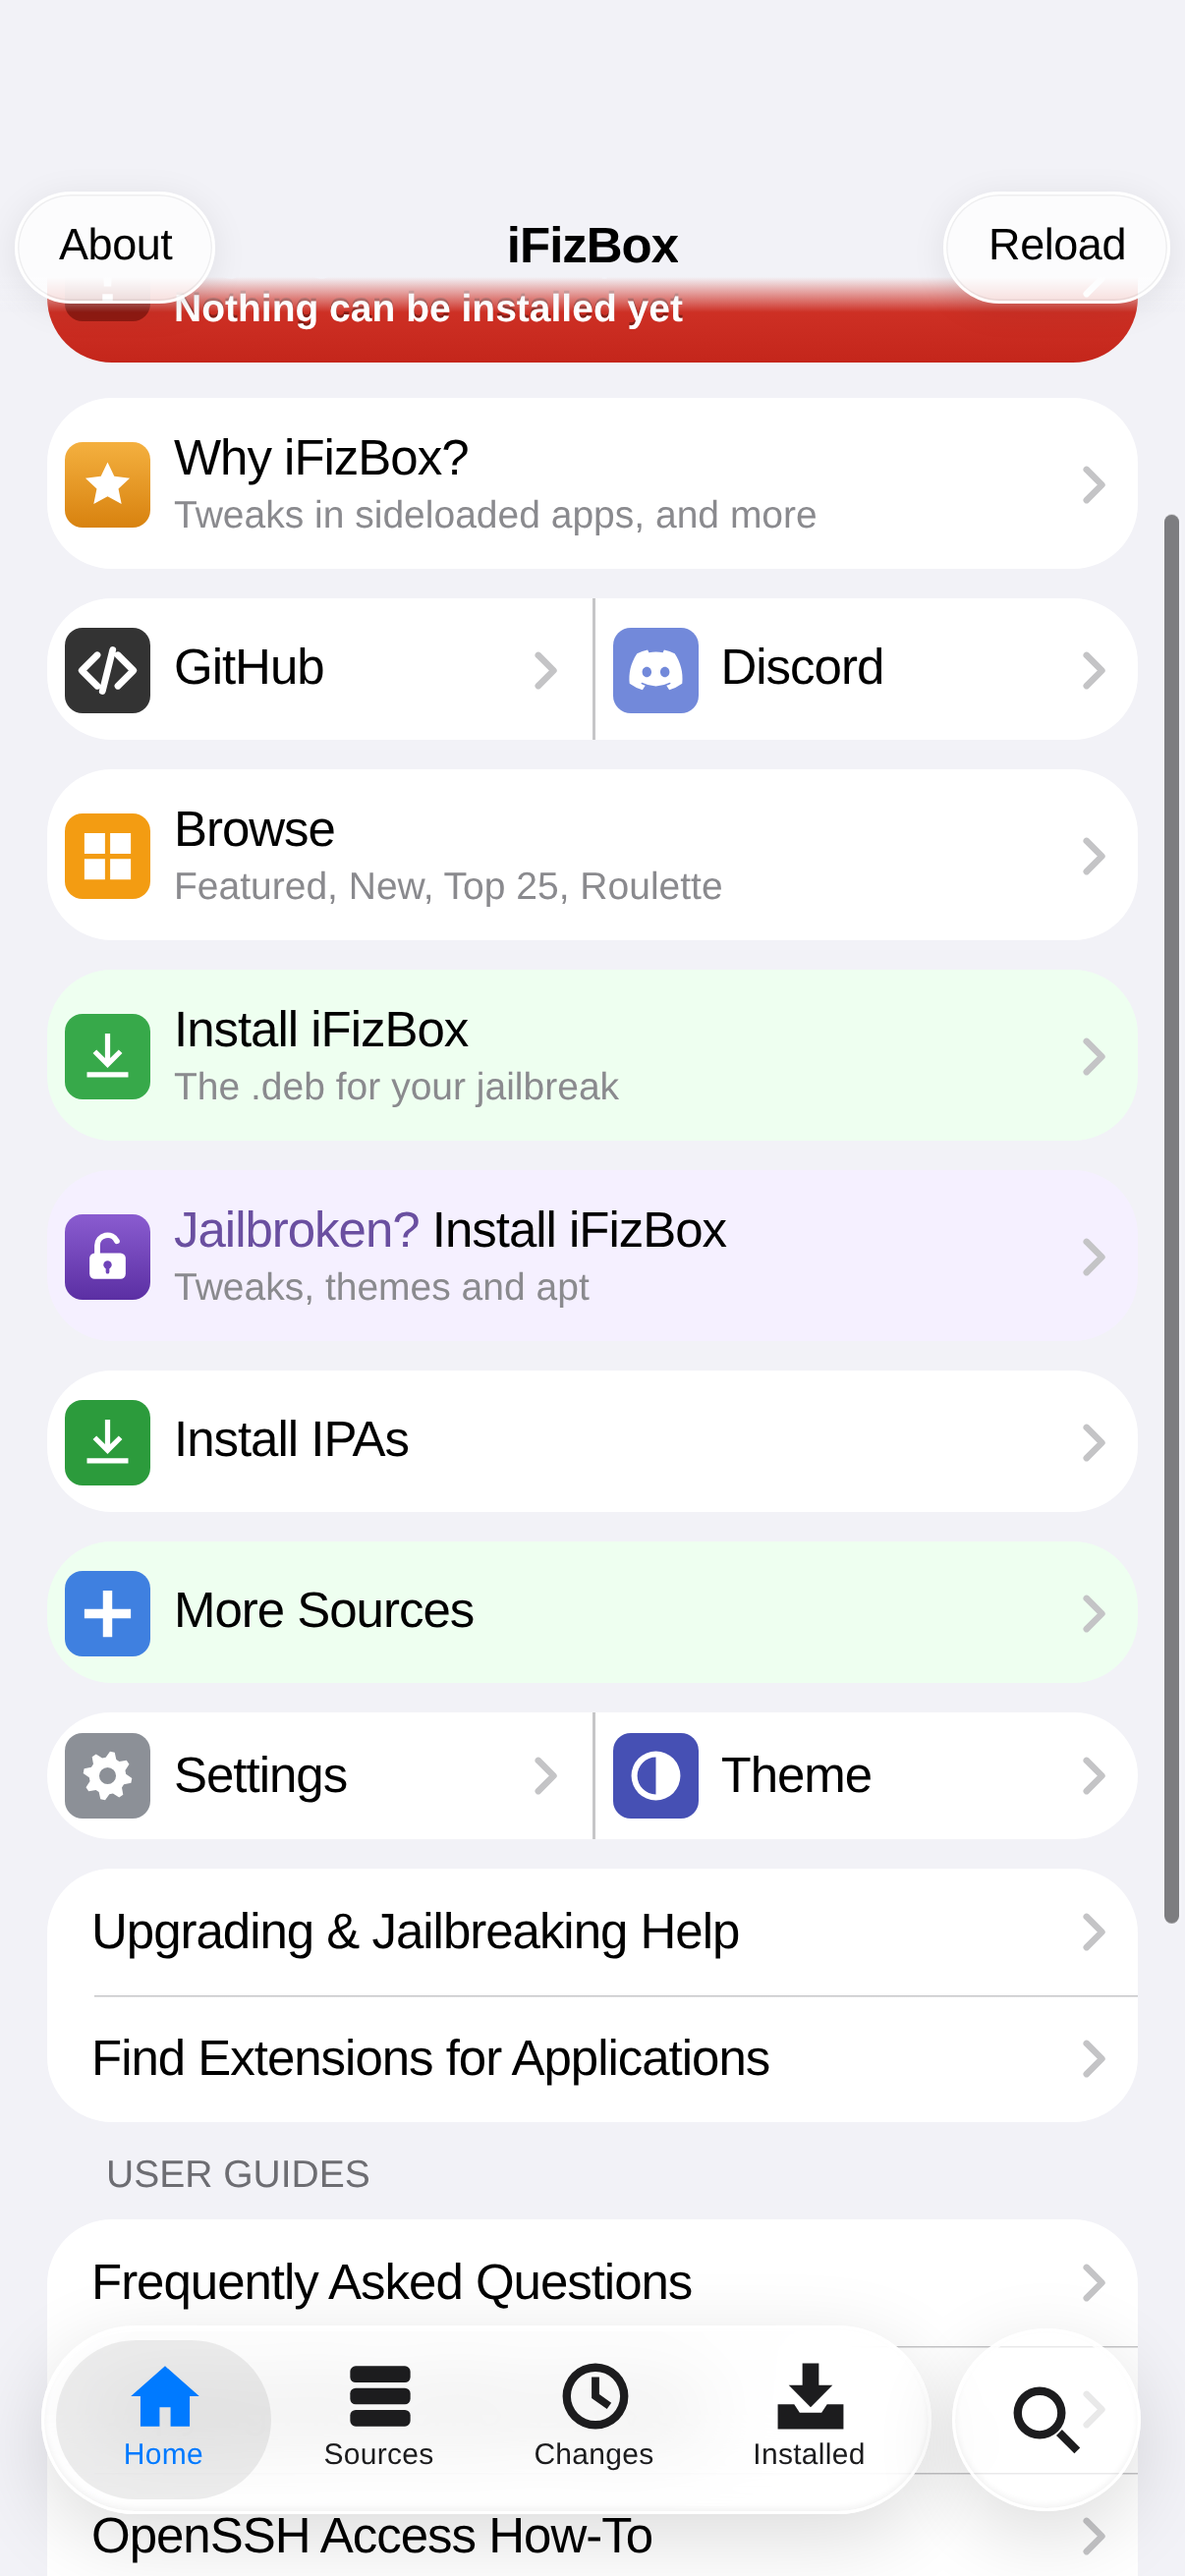 About
iFizBox
Reload
Nothing can be installed yet
Why iFizBox?
Tweaks in sideloaded apps, and more
GitHub
Discord
Browse
Featured, New, Top 25, Roulette
Install iFizBox
The .deb for your jailbreak
Jailbroken? Install iFizBox
Tweaks, themes and apt
Install IPAs
More Sources
Settings
Theme
Upgrading & Jailbreaking Help
Find Extensions for Applications
USER GUIDES
Frequently Asked Questions
Home
Sources
Changes
Installed
OpenSSH Access How-To